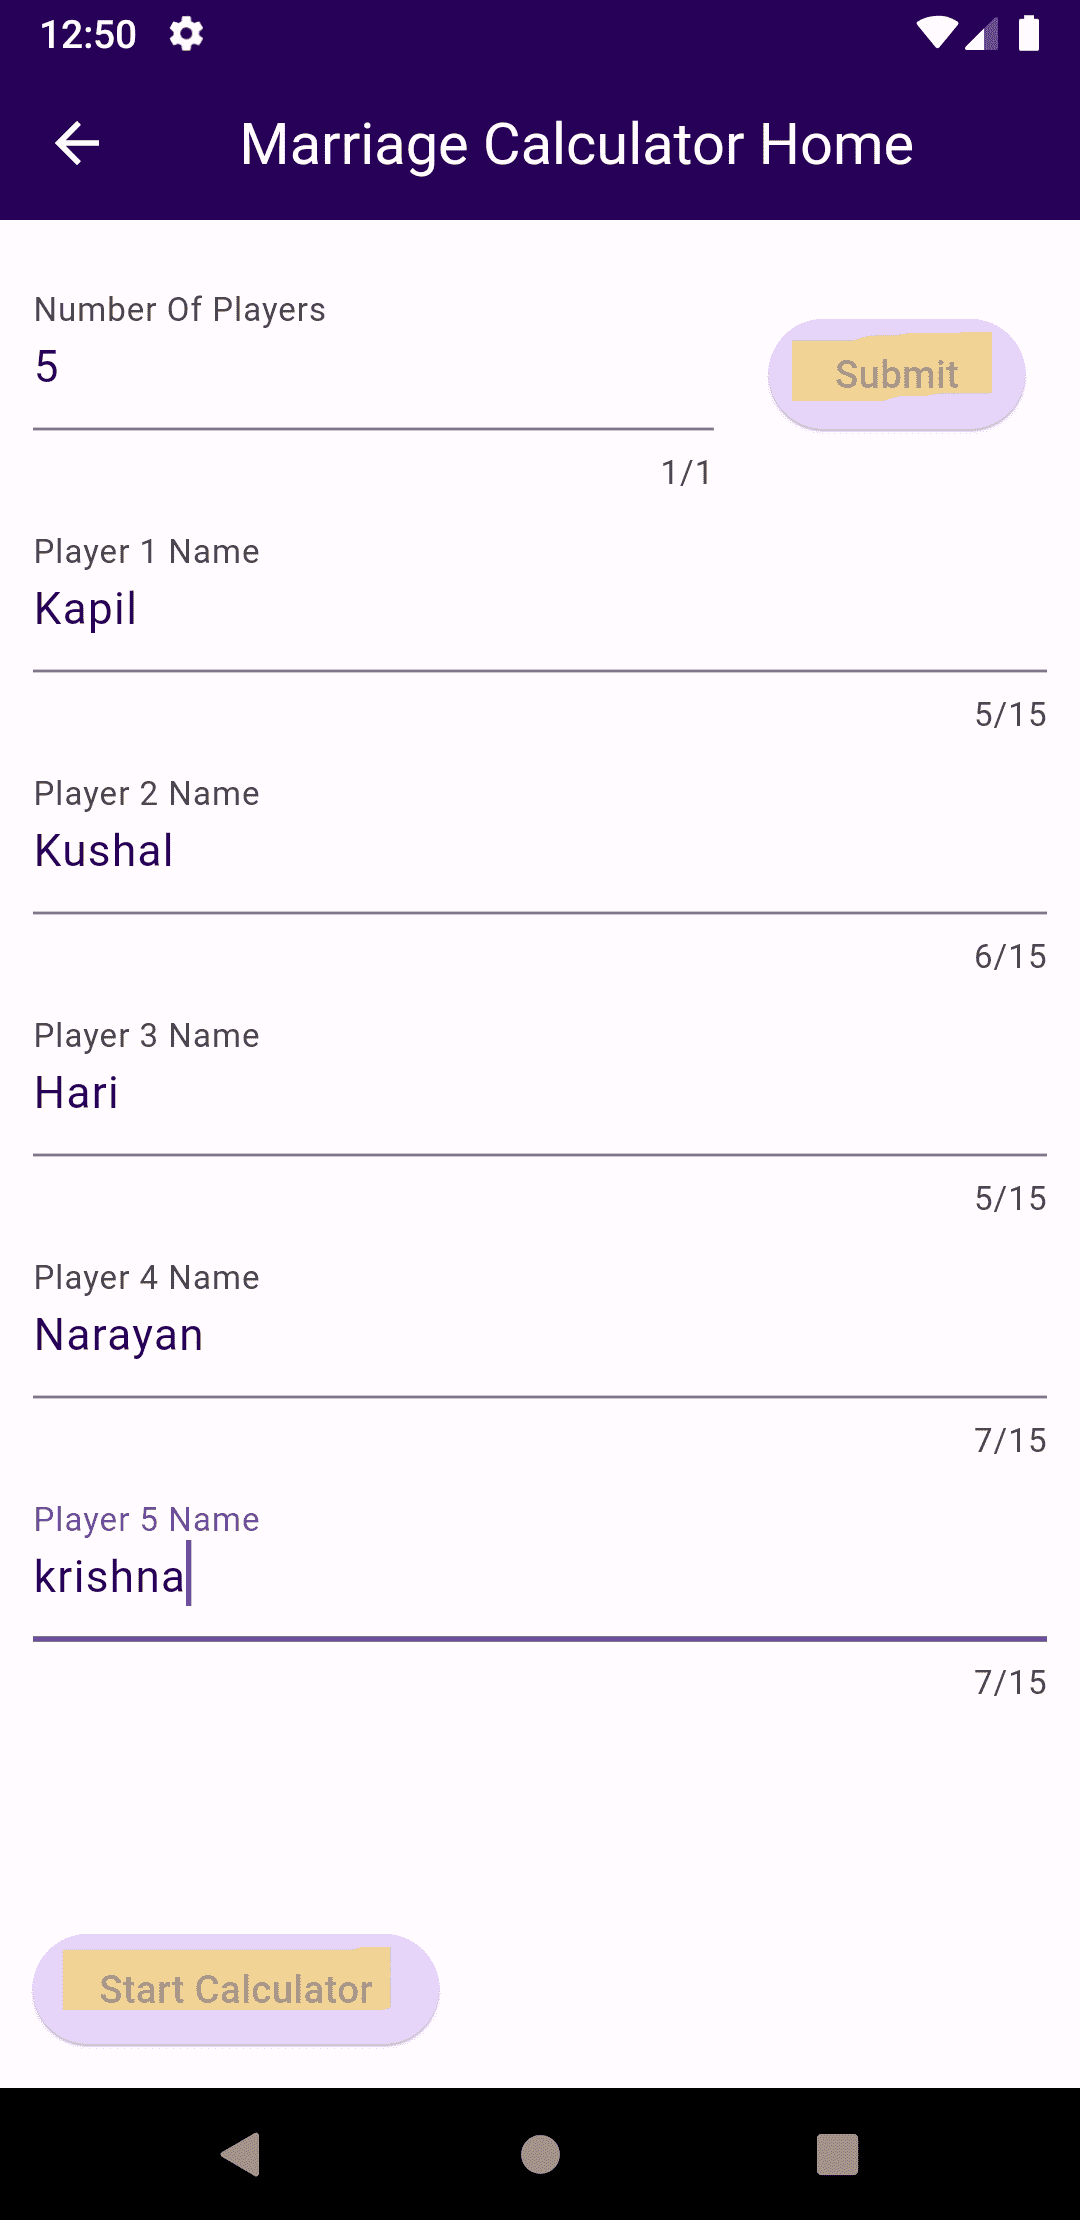 12:50
Marriage Calculator Home
Number Of Players
5
Submit
1/1
Player 1 Name
Kapil
5/15
Player 2 Name
Kushal
6/15
Player 3 Name
Hari
5/15
Player 4 Name
Narayan
7/15
Player 5 Name
krishna
7/15
Start Calculator